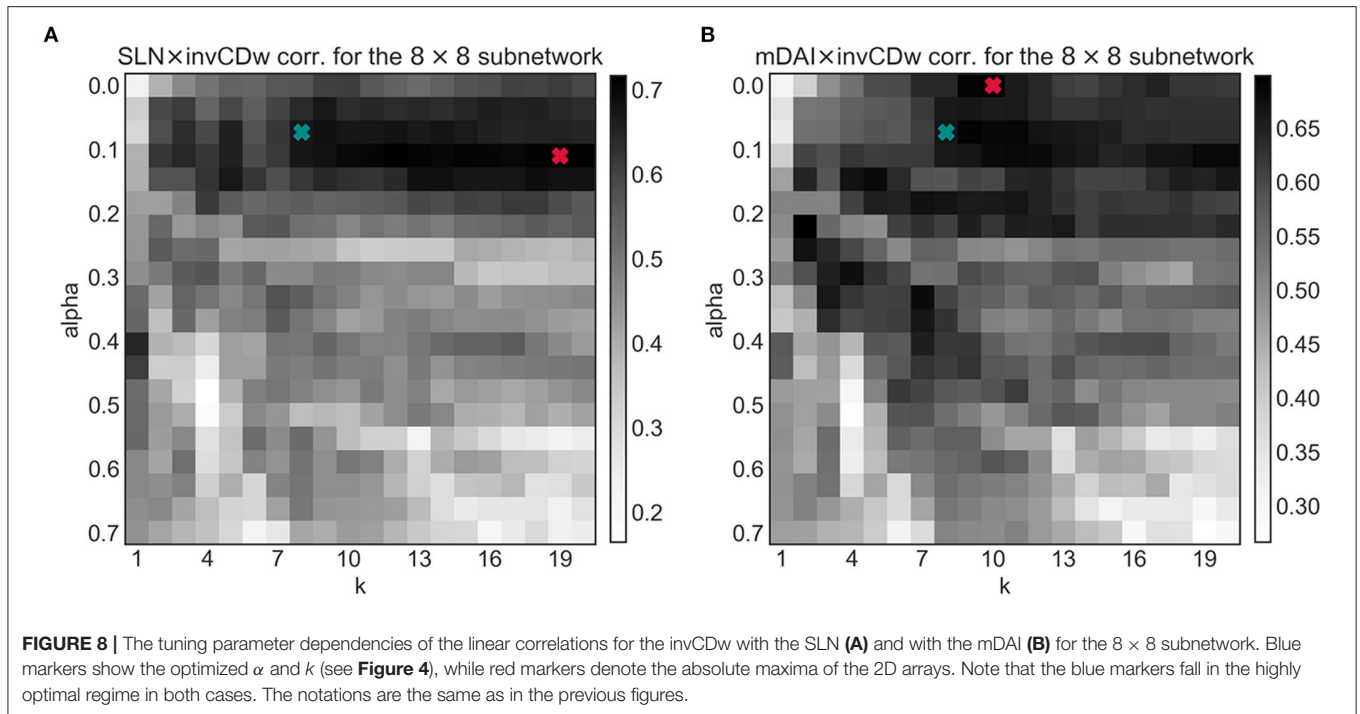 A
SLN×invCDw corr. for the 8 × 8 subnetwork
0.0
0.1
0.2
0.3
0.4
0.5
0.6
0.7
alpha
1 4 7 10 13 16 19
k
0.7
0.6
0.5
0.4
0.3
0.2
B
mDAI×invCDw corr. for the 8 × 8 subnetwork
0.0
0.1
0.2
0.3
0.4
0.5
0.6
0.7
alpha
1 4 7 10 13 16 19
k
0.65
0.60
0.55
0.50
0.45
0.40
0.35
0.30
FIGURE 8 | The tuning parameter dependencies of the linear correlations for the invCDw with the SLN (A) and with the mDAI (B) for the 8 × 8 subnetwork. Blue
markers show the optimized α and k (see Figure 4), while red markers denote the absolute maxima of the 2D arrays. Note that the blue markers fall in the highly
optimal regime in both cases. The notations are the same as in the previous figures.